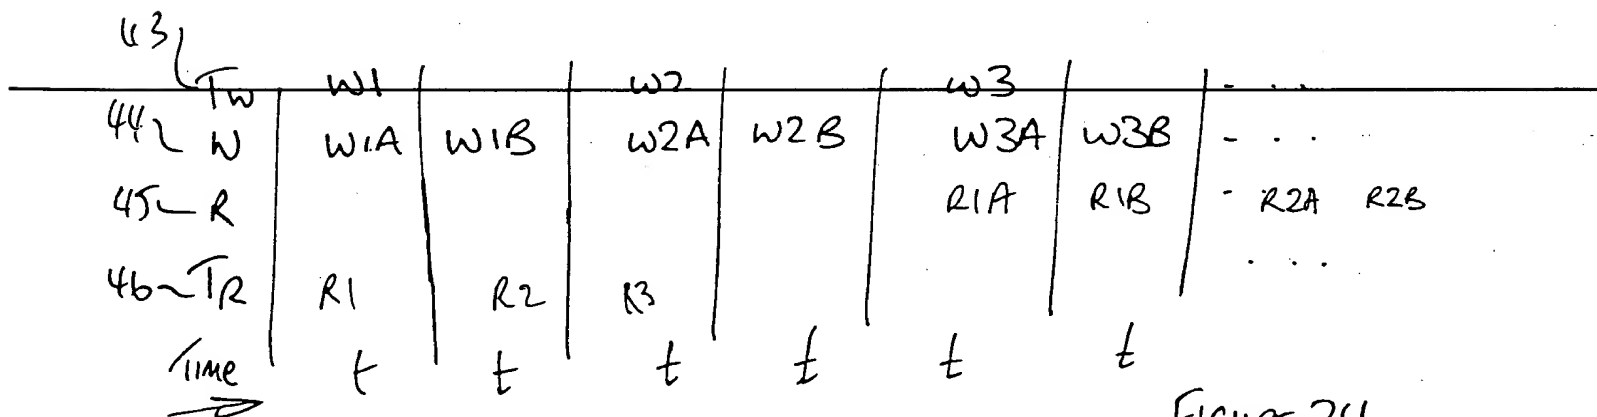 43
Tw W1 W2 W3 - . . .
44 W W1A W1B W2A W2B W3A W3B - . . .
45 R R1A R1B - R2A R2B
. . .
46 TR R1 R2 R3
Time t t t t t t